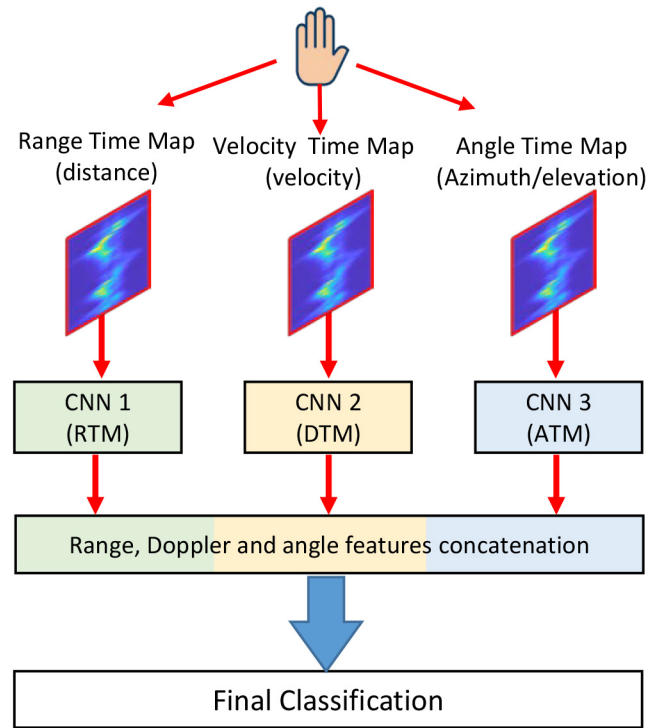 Range Time Map
(distance)
Velocity Time Map
(velocity)
Angle Time Map
(Azimuth/elevation)
CNN 1
(RTM)
CNN 2
(DTM)
CNN 3
(ATM)
Range, Doppler and angle features concatenation
Final Classification